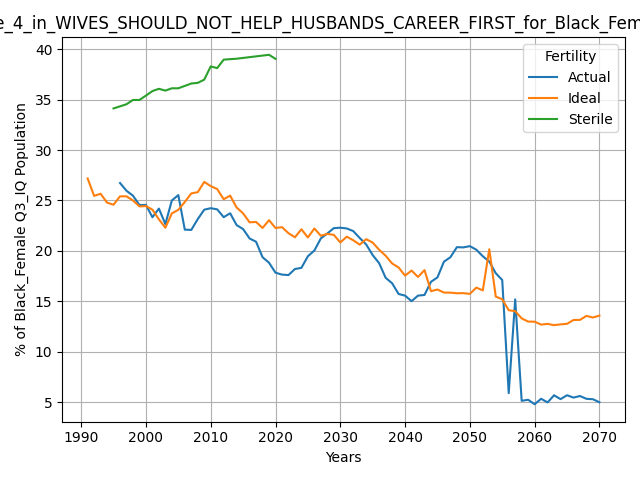 e_4_in_WIVES_SHOULD_NOT_HELP_HUSBANDS_CAREER_FIRST_for_Black_Fem
Fertility
Actual
Ideal
Sterile
% of Black_Female Q3_IQ Population
40
35
30
25
20
15
10
5
1990 2000 2010 2020 2030 2040 2050 2060 2070
Years